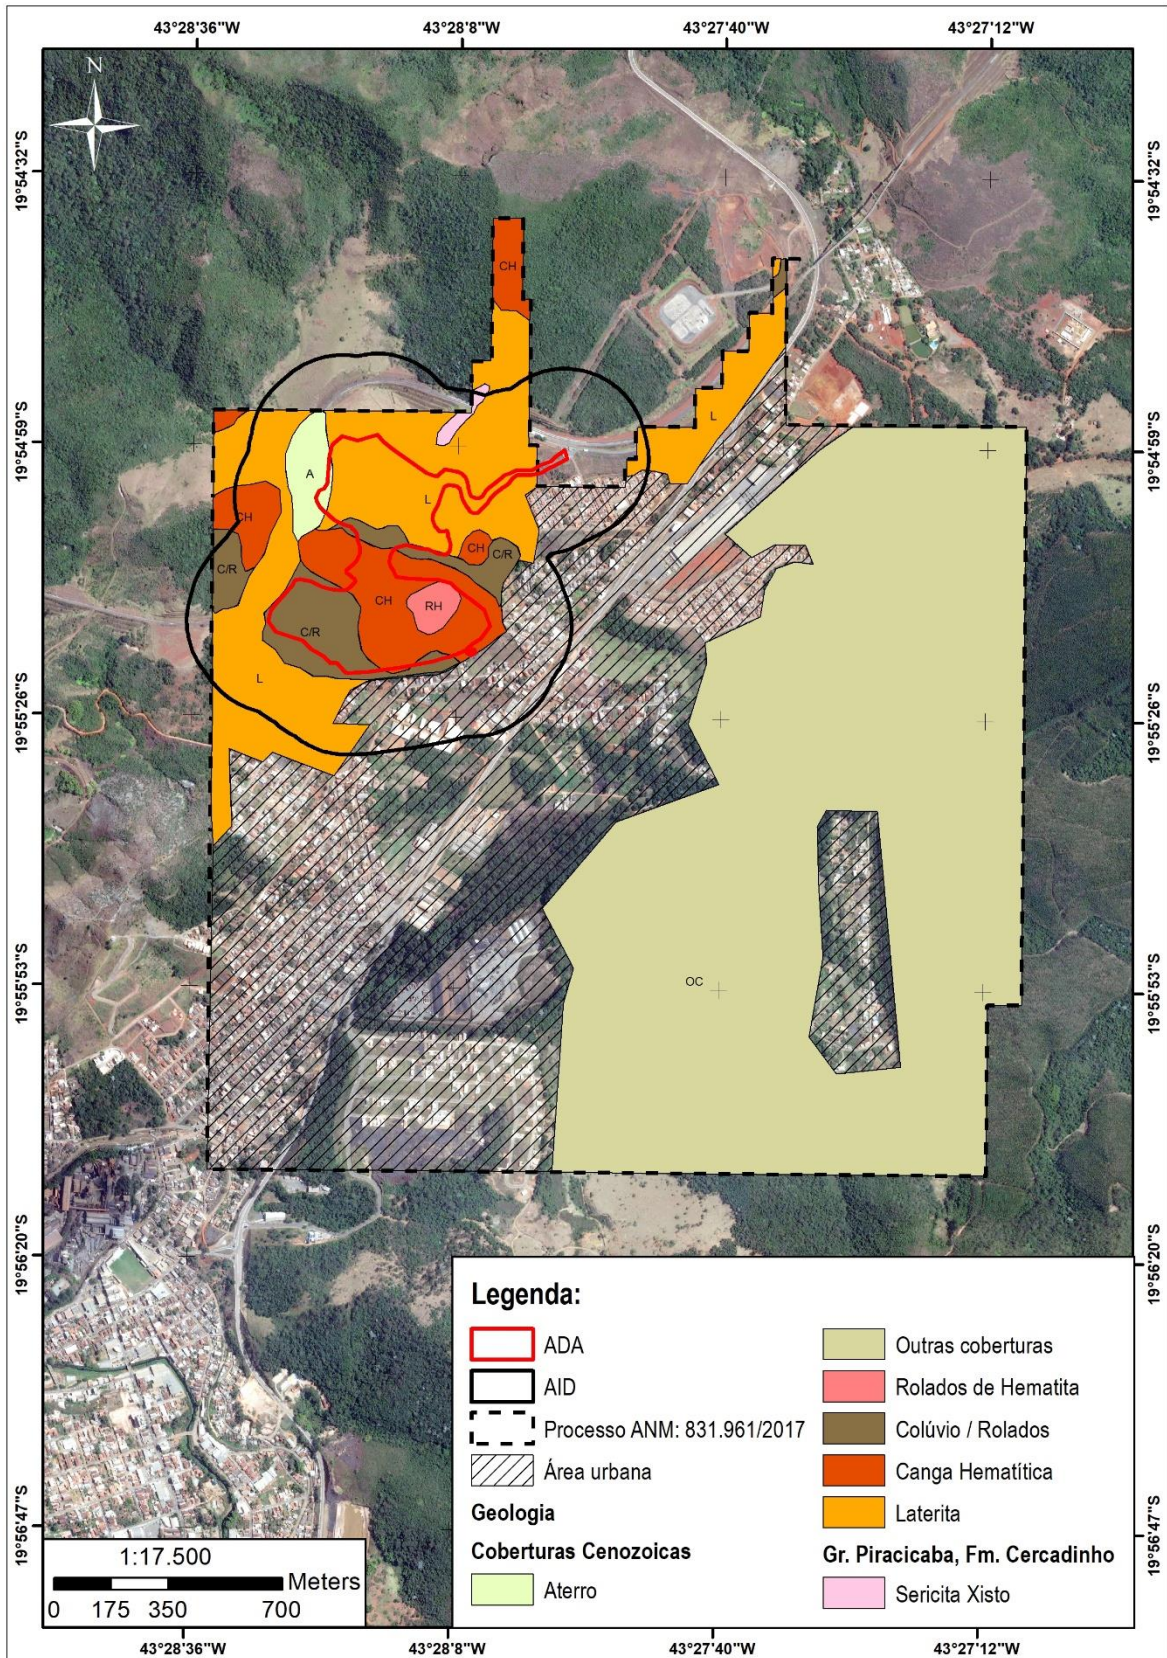 43°28'36"W 43°28'8"W 43°27'40"W 43°27'12"W
N
19°54'32"S 19°54'32"S
CH
19°54'59"S 19°54'59"S
L
A
L
CH
CH
C/R
C/R
CH
RH
C/R
L
19°55'26"S 19°55'26"S
OC
19°55'53"S 19°55'53"S
19°56'20"S 19°56'20"S
Legenda:
ADA
AID
Processo ANM: 831.961/2017
Área urbana
Geologia
Coberturas Cenozoicas
Aterro
Outras coberturas
Rolados de Hematita
Colúvio / Rolados
Canga Hematítica
Laterita
Gr. Piracicaba, Fm. Cercadinho
Sericita Xisto
19°56'47"S 19°56'47"S
1:17.500
Meters
0 175 350 700
43°28'36"W 43°28'8"W 43°27'40"W 43°27'12"W